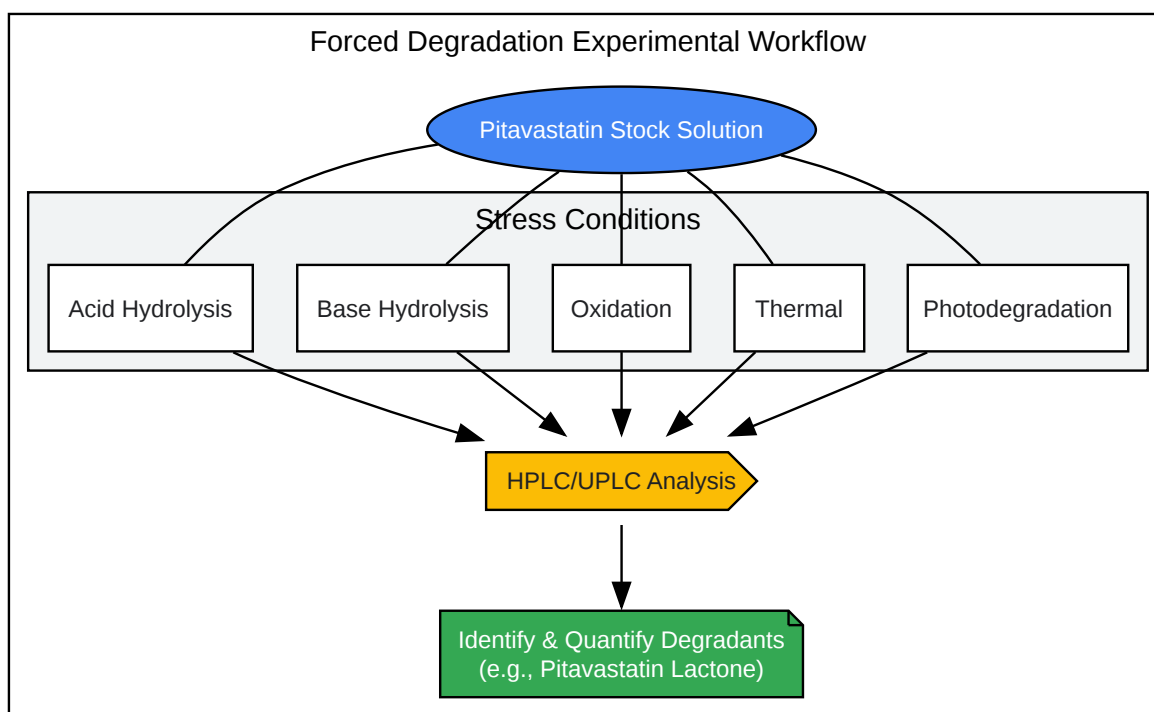 Forced Degradation Experimental Workflow
Pitavastatin Stock Solution
Stress Conditions
Acid Hydrolysis
Base Hydrolysis
Oxidation
Thermal
Photodegradation
HPLC/UPLC Analysis
Identify & Quantify Degradants
(e.g., Pitavastatin Lactone)